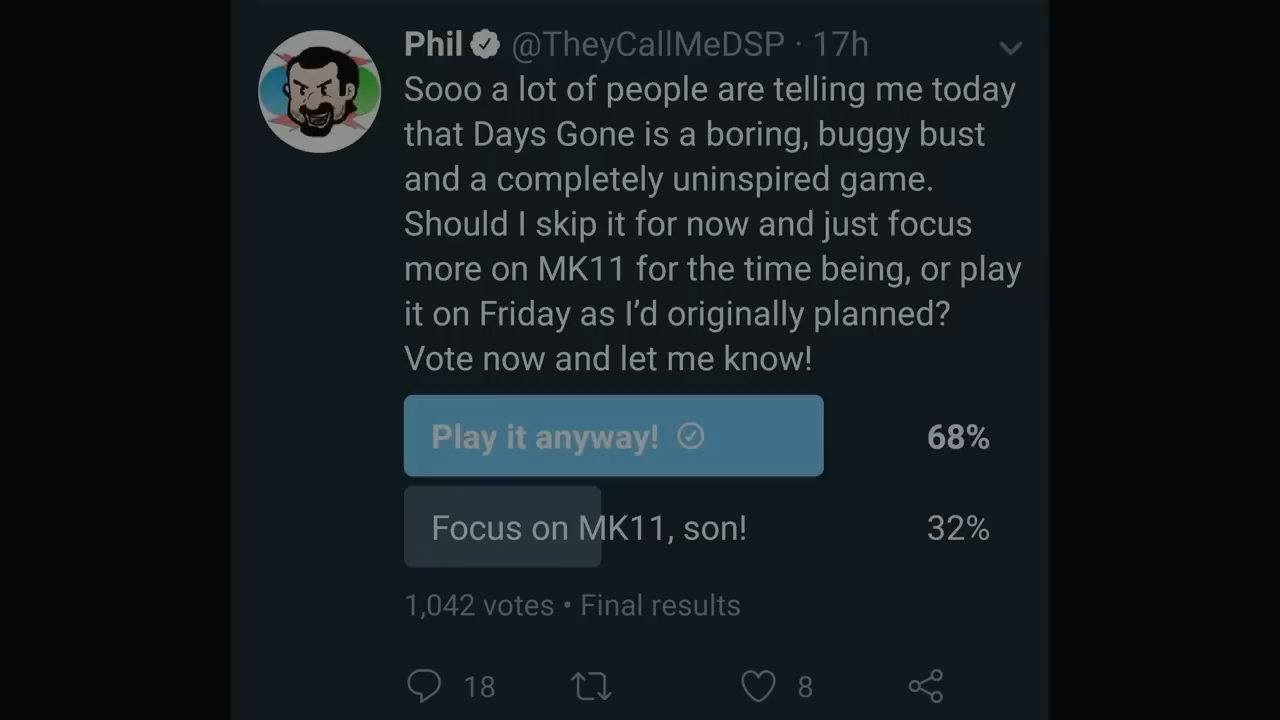 Phil @TheyCallMeDSP · 17h
Sooo a lot of people are telling me today
that Days Gone is a boring, buggy bust
and a completely uninspired game.
Should I skip it for now and just focus
more on MK11 for the time being, or play
it on Friday as I’d originally planned?
Vote now and let me know!
Play it anyway! 68%
Focus on MK11, son! 32%
1,042 votes • Final results
18 8